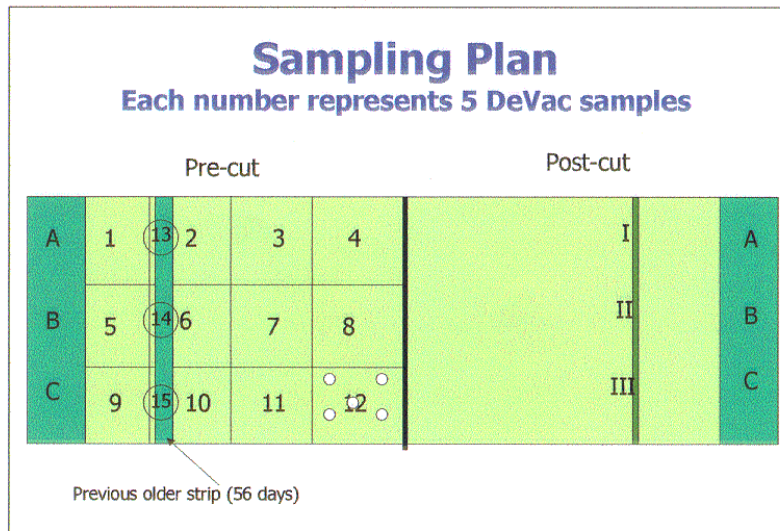 Sampling Plan
Each number represents 5 DeVac samples
Pre-cut
Post-cut
A 1 13 2 3 4 I A
B 5 14 6 7 8 II B
C 9 15 10 11 12 III C
Previous older strip (56 days)